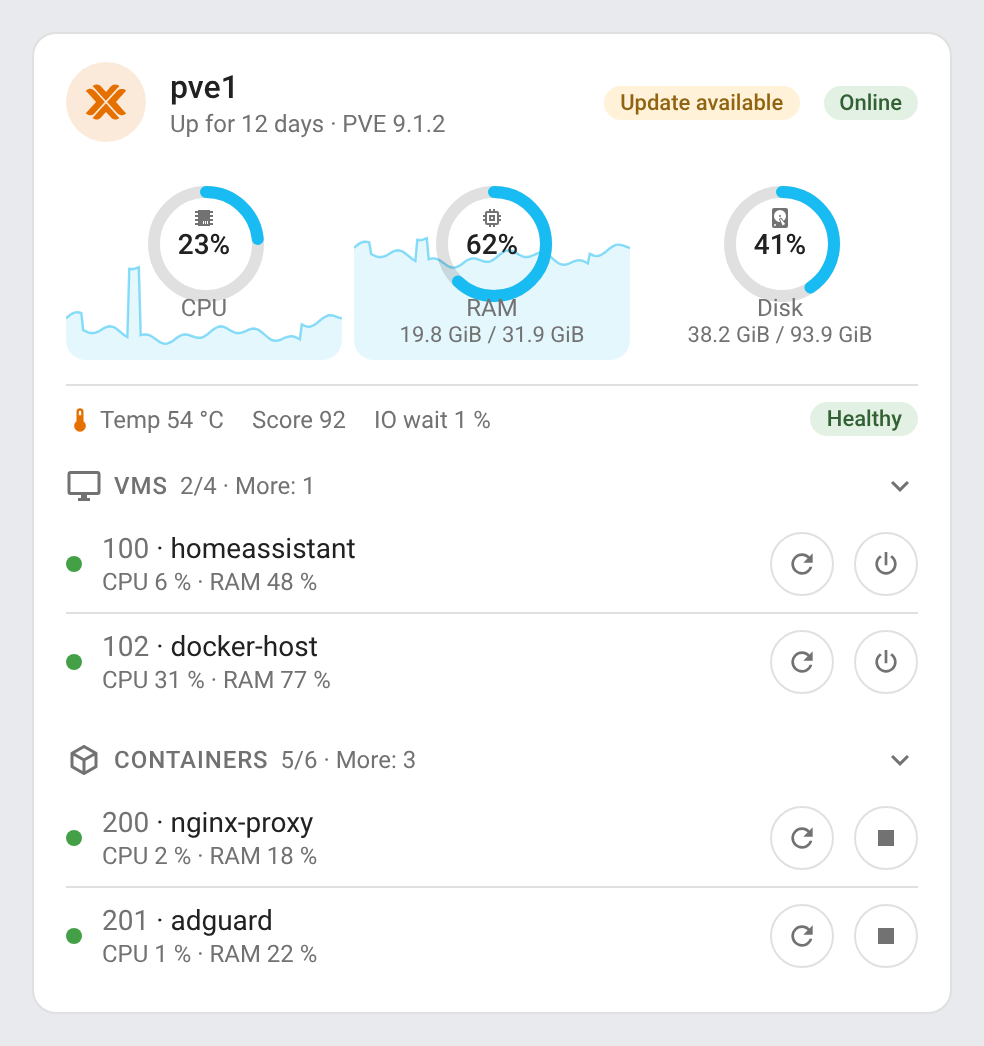 pve1
Up for 12 days · PVE 9.1.2
Update available
Online
23%
CPU
62%
RAM
19.8 GiB / 31.9 GiB
41%
Disk
38.2 GiB / 93.9 GiB
Temp 54 °C
Score 92
IO wait 1 %
Healthy
VMS 2/4 · More: 1
100 · homeassistant
CPU 6 % · RAM 48 %
102 · docker-host
CPU 31 % · RAM 77 %
CONTAINERS 5/6 · More: 3
200 · nginx-proxy
CPU 2 % · RAM 18 %
201 · adguard
CPU 1 % · RAM 22 %